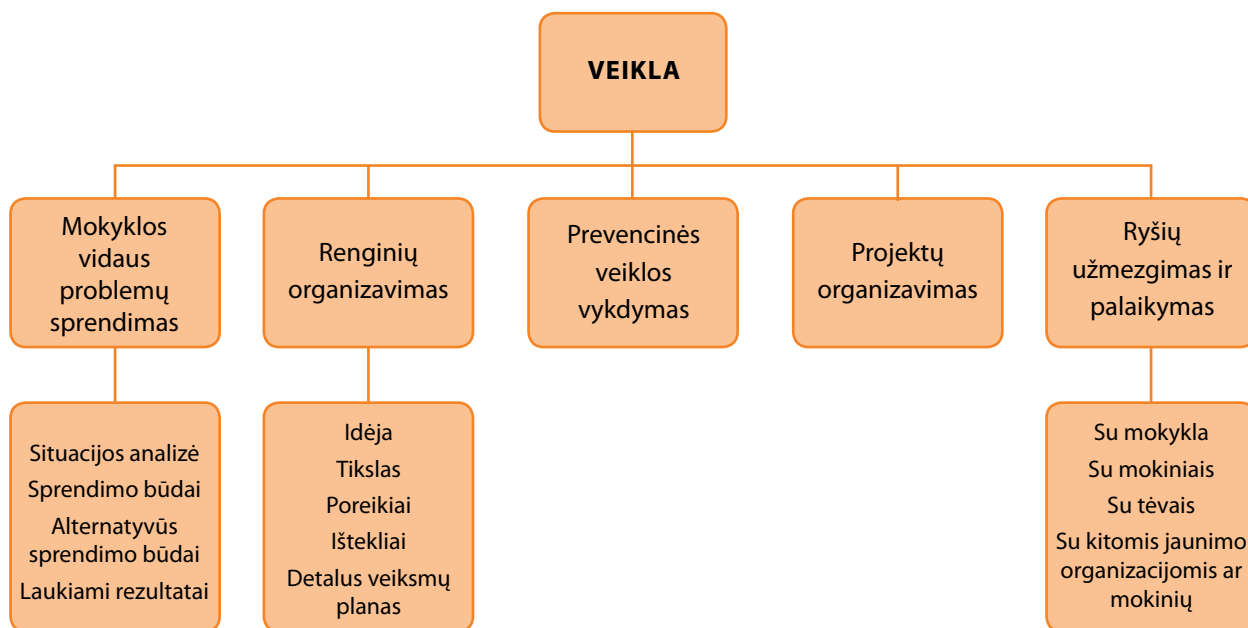 VEIKLA
Mokyklos
vidaus
problemų
sprendimas
Renginių
organizavimas
Prevencinės
veiklos
vykdymas
Projektų
organizavimas
Ryšių
užmezgimas ir
palaikymas
Situacijos analizė
Sprendimo būdai
Alternatyvūs
sprendimo būdai
Laukiami rezultatai
Idėja
Tikslas
Poreikiai
Ištekliai
Detalus veiksmų
planas
Su mokykla
Su mokiniais
Su tėvais
Su kitomis jaunimo
organizacijomis ar
mokinių